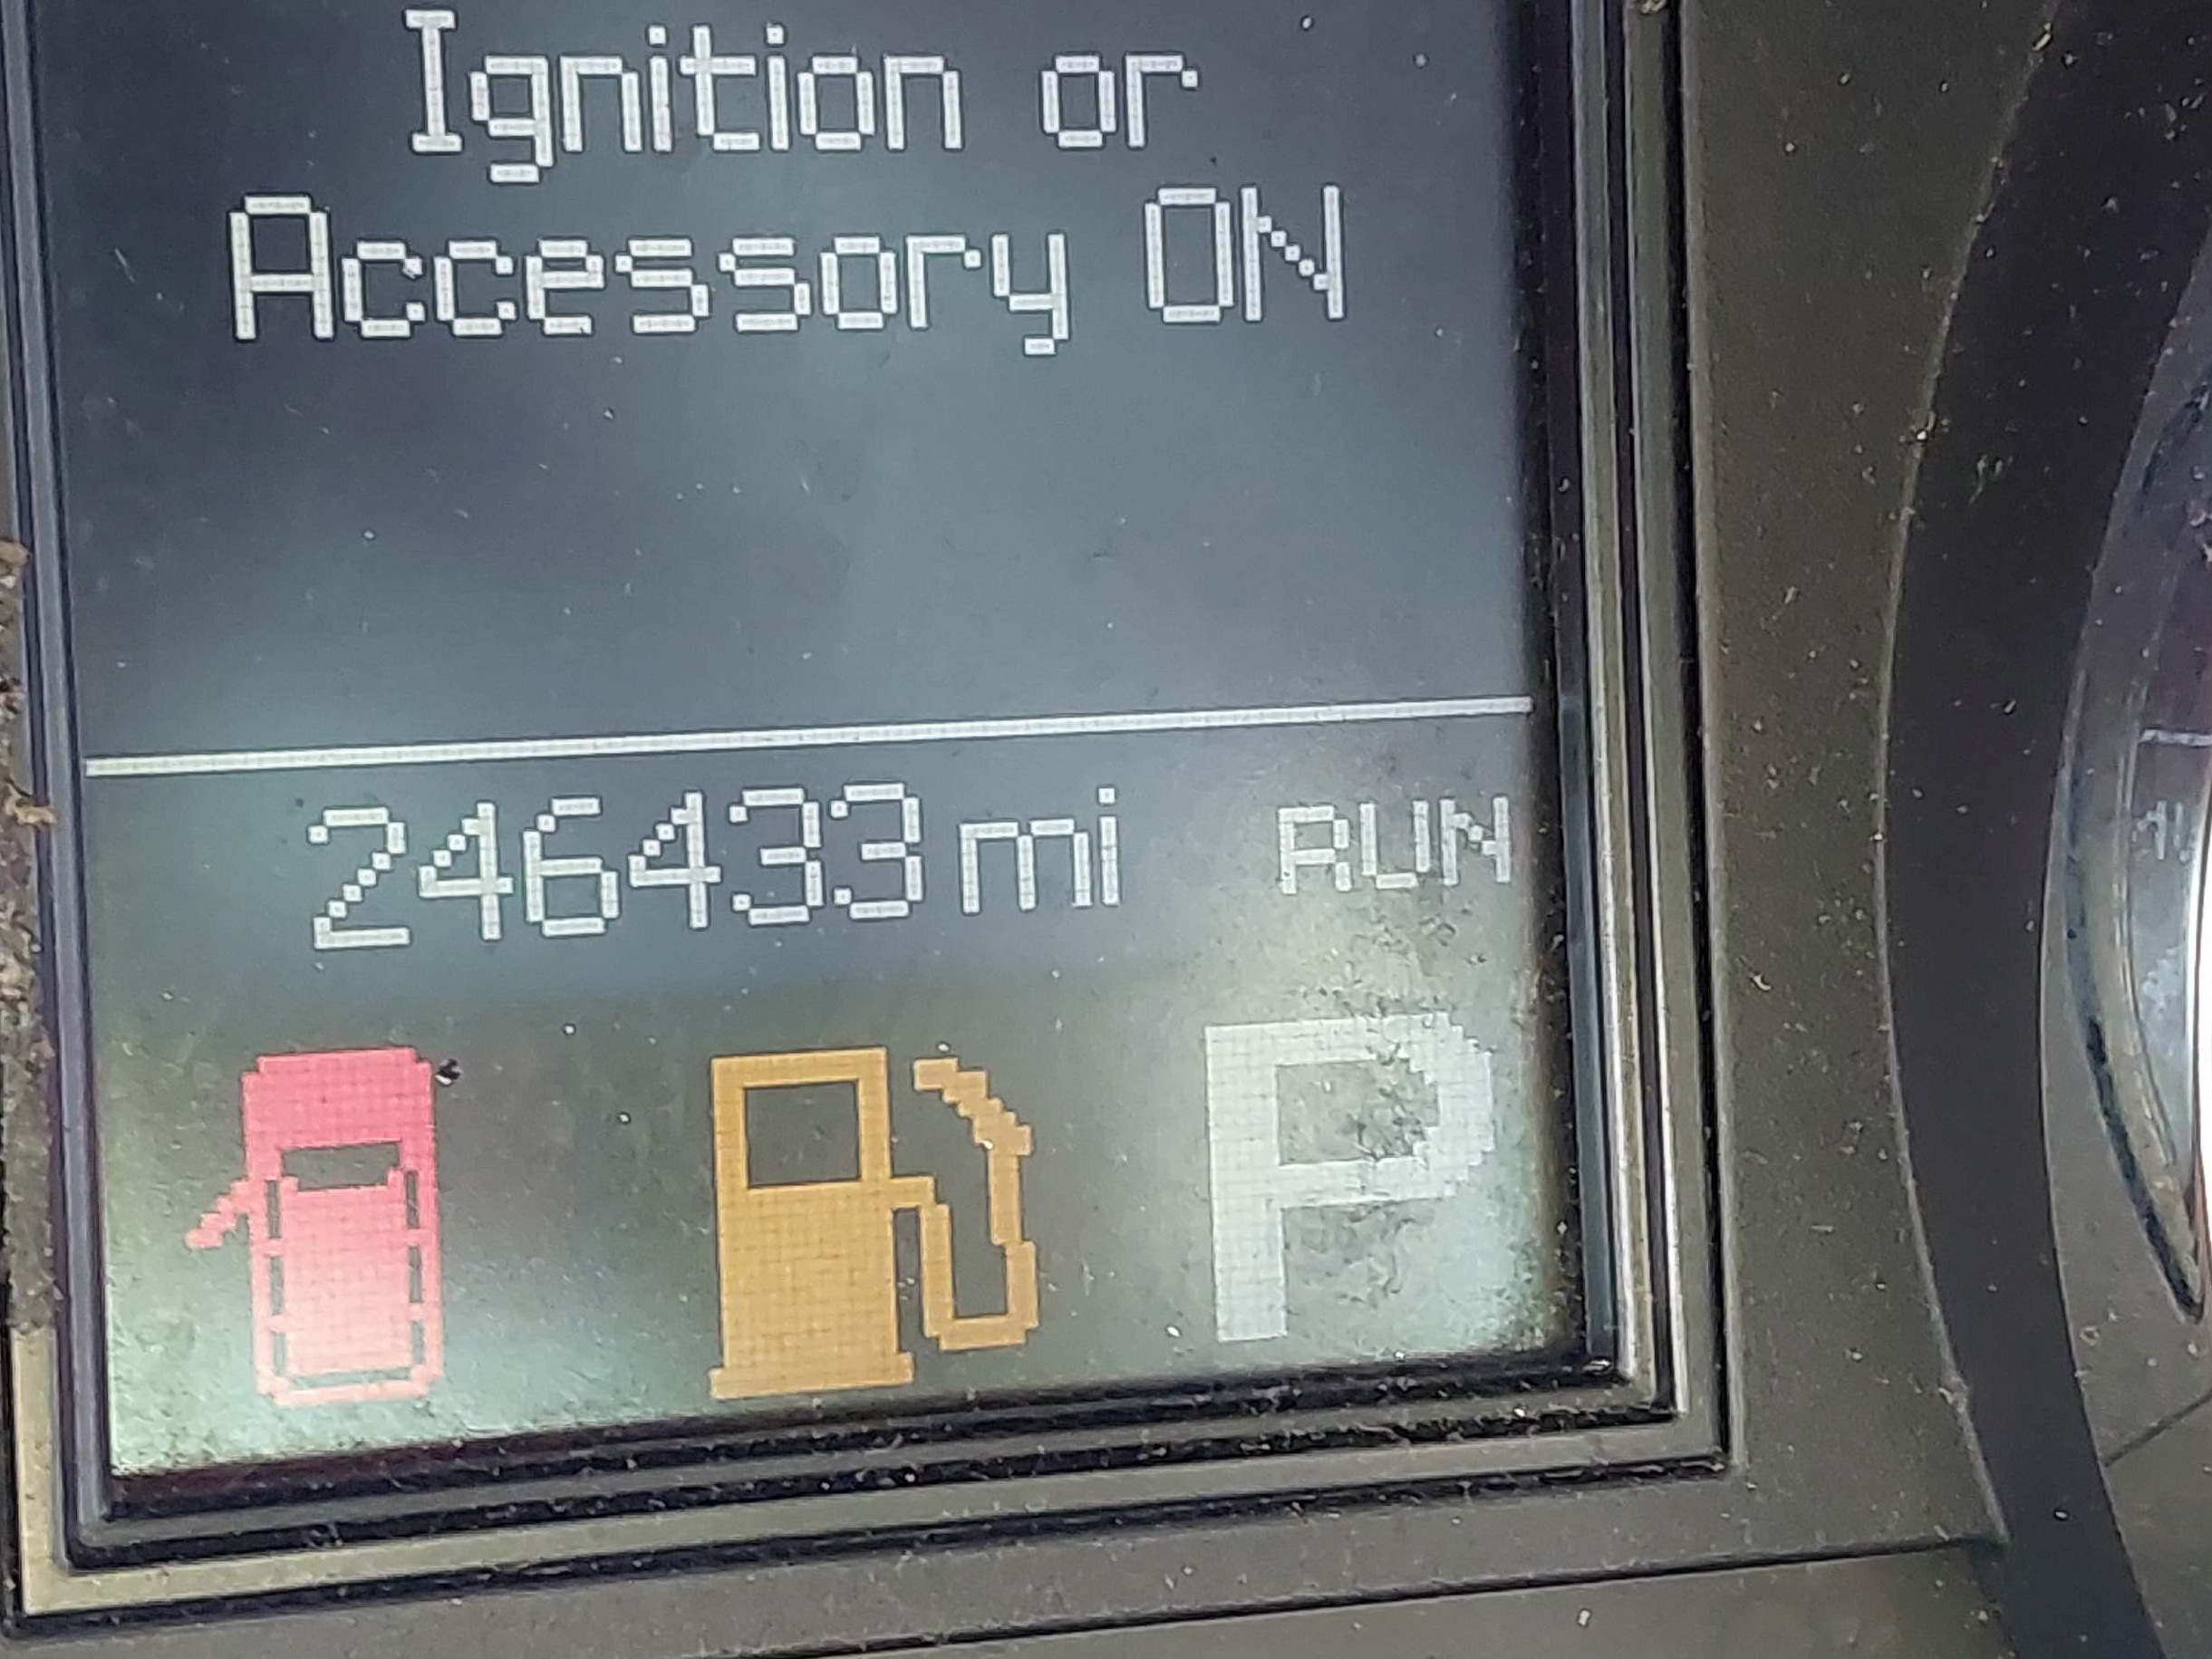 Ignition or
Accessory ON
246433 mi RUN
P